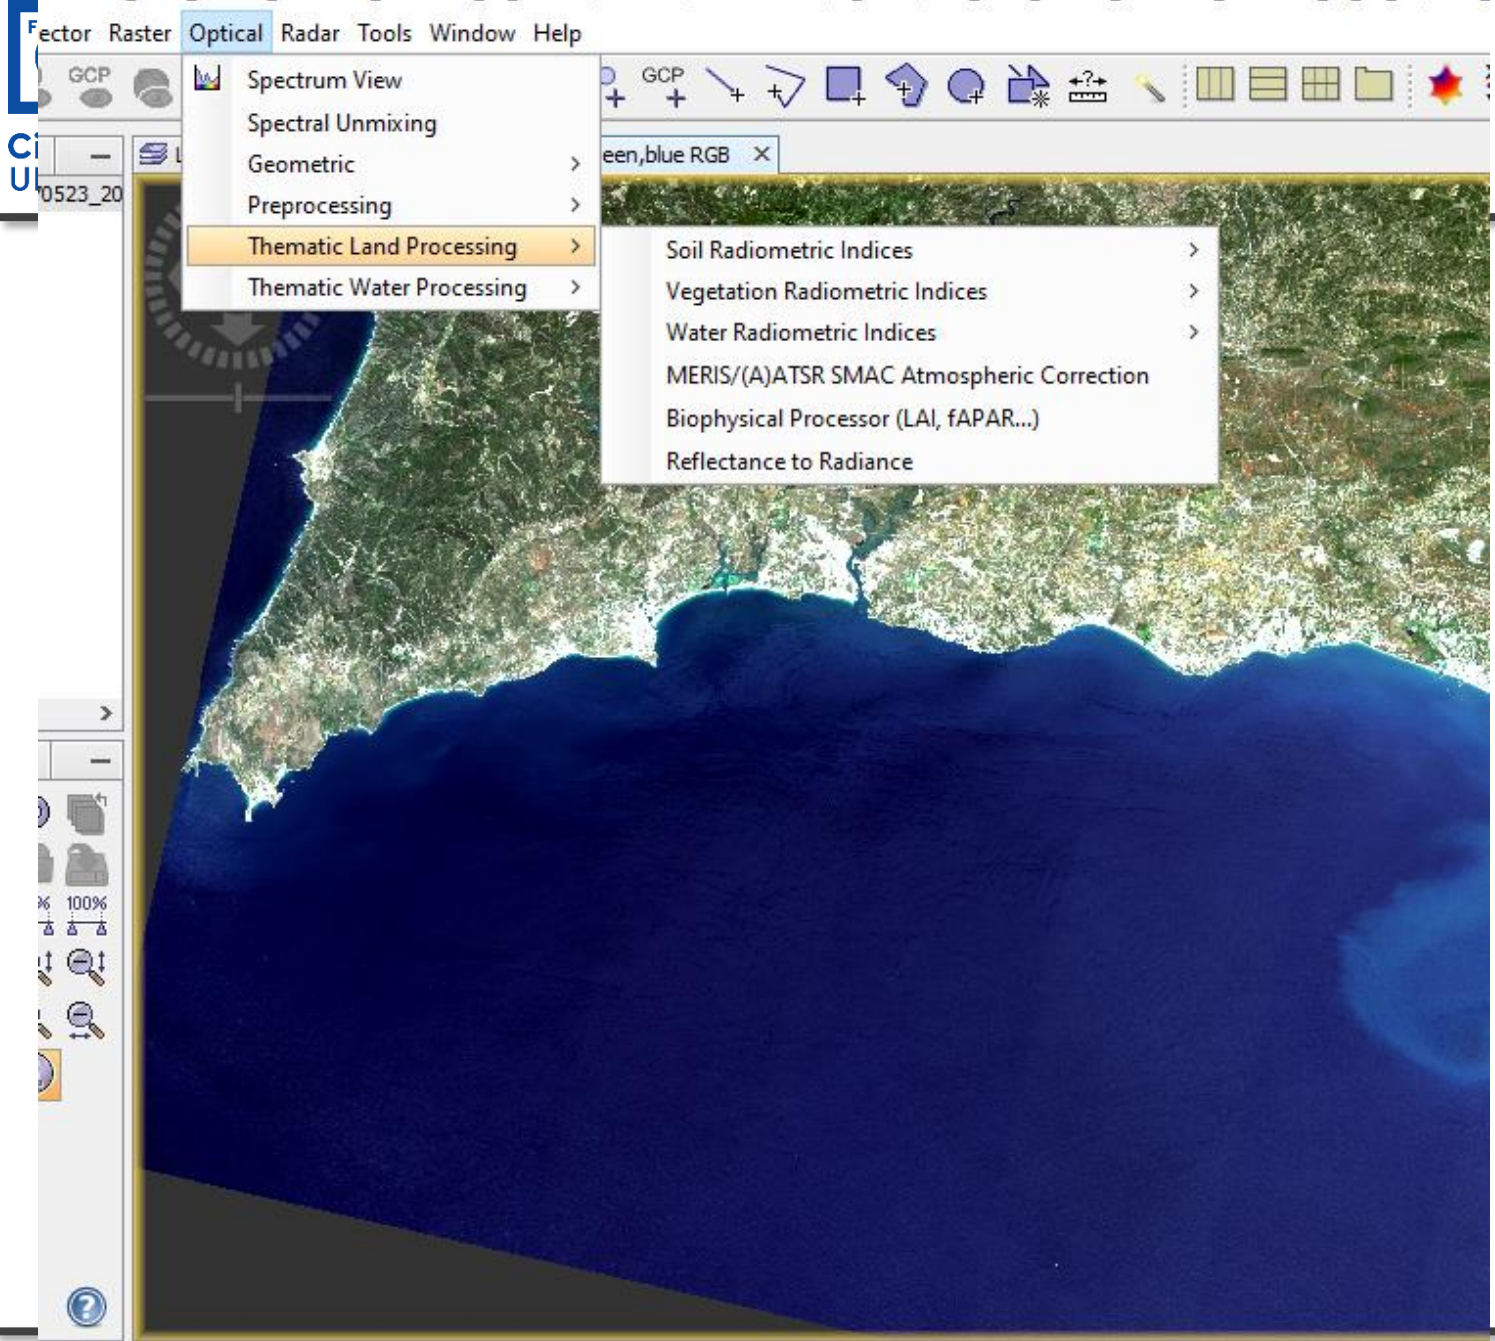 ector Raster Optical Radar Tools Window Help
GCP
GCP
Spectrum View
Spectral Unmixing
Geometric
Preprocessing
Thematic Land Processing
Thematic Water Processing
een,blue RGB
70523_20
Soil Radiometric Indices
Vegetation Radiometric Indices
Water Radiometric Indices
MERIS/(A)ATSR SMAC Atmospheric Correction
Biophysical Processor (LAI, fAPAR...)
Reflectance to Radiance
% 100%